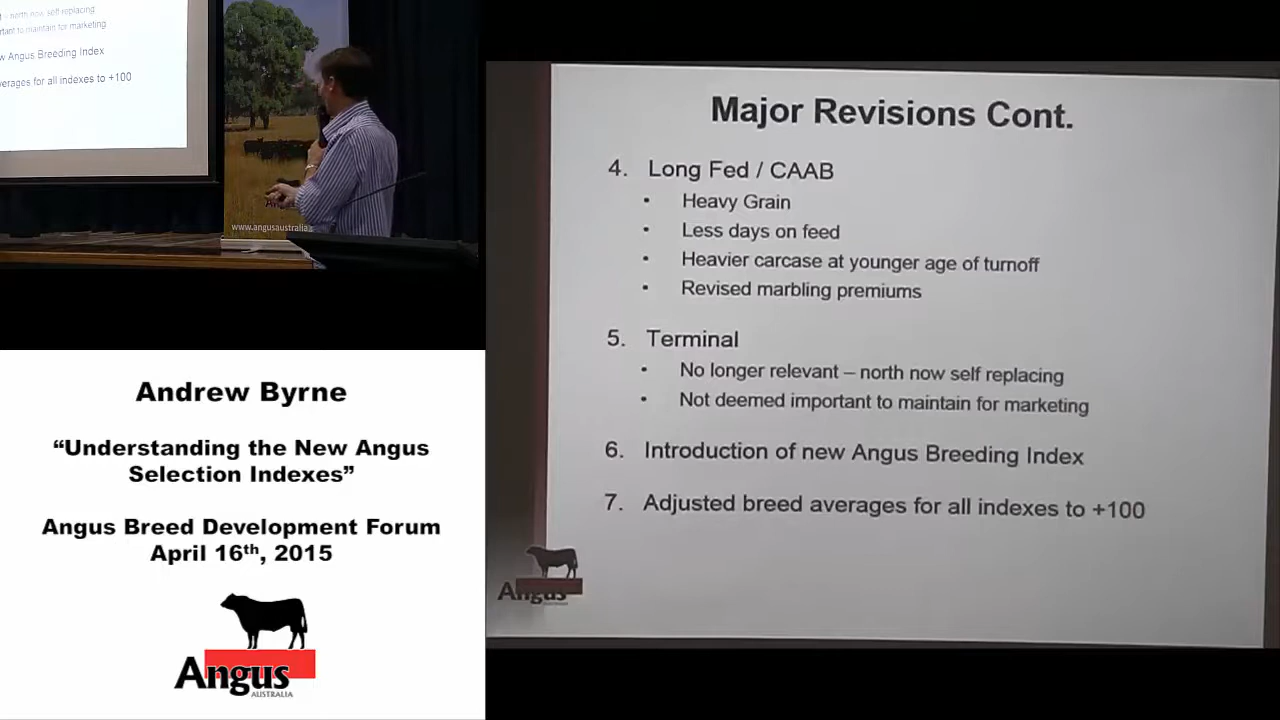 – north now self replacing
tant to maintain for marketing
w Angus Breeding Index
verages for all indexes to +100
www.angusaustralia
Andrew Byrne
“Understanding the New Angus
Selection Indexes”
Angus Breed Development Forum
April 16th, 2015
Angus
AUSTRALIA
Major Revisions Cont.
4. Long Fed / CAAB
• Heavy Grain
• Less days on feed
• Heavier carcase at younger age of turnoff
• Revised marbling premiums
5. Terminal
• No longer relevant – north now self replacing
• Not deemed important to maintain for marketing
6. Introduction of new Angus Breeding Index
7. Adjusted breed averages for all indexes to +100
Angus